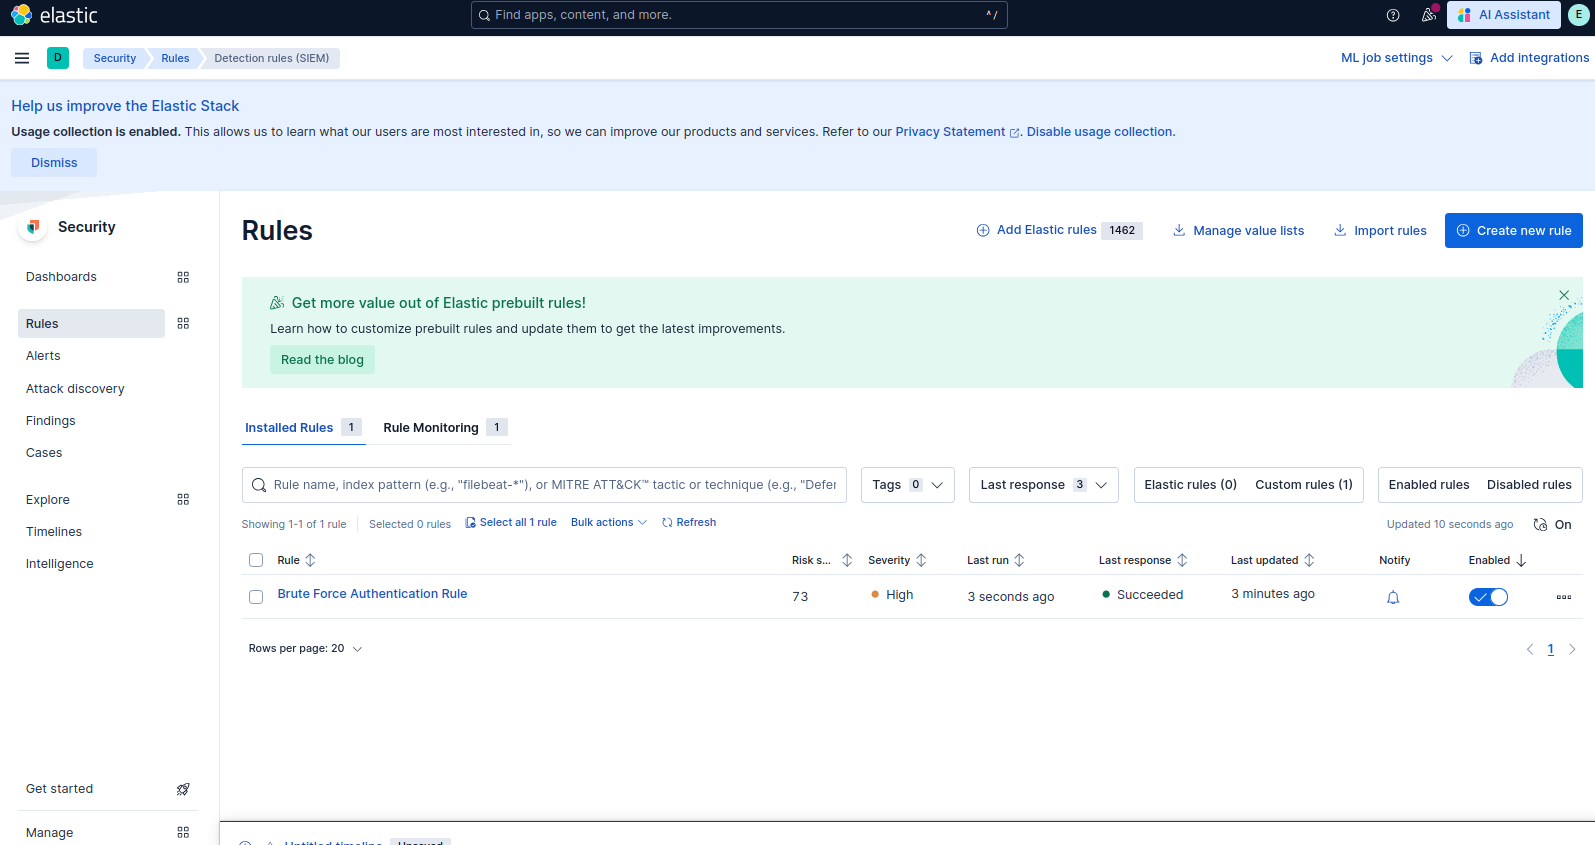 elastic
Find apps, content, and more.
^ /
AI Assistant
E
D
Security
Rules
Detection rules (SIEM)
ML job settings
Add integrations
Help us improve the Elastic Stack
Usage collection is enabled. This allows us to learn what our users are most interested in, so we can improve our products and services. Refer to our Privacy Statement. Disable usage collection.
Dismiss
Security
Dashboards
Rules
Alerts
Attack discovery
Findings
Cases
Explore
Timelines
Intelligence
Get started
Manage
Rules
Add Elastic rules 1462
Manage value lists
Import rules
Create new rule
Get more value out of Elastic prebuilt rules!
Learn how to customize prebuilt rules and update them to get the latest improvements.
Read the blog
Installed Rules 1
Rule Monitoring 1
Rule name, index pattern (e.g., "filebeat-*"), or MITRE ATT&CK™ tactic or technique (e.g., "Defer
Tags 0
Last response 3
Elastic rules (0)
Custom rules (1)
Enabled rules
Disabled rules
Showing 1-1 of 1 rule
Selected 0 rules
Select all 1 rule
Bulk actions
Refresh
Updated 10 seconds ago
On
Rule
Risk s...
Severity
Last run
Last response
Last updated
Notify
Enabled
Brute Force Authentication Rule
73
High
3 seconds ago
Succeeded
3 minutes ago
Rows per page: 20
1
Untitled timeline
Unsaved